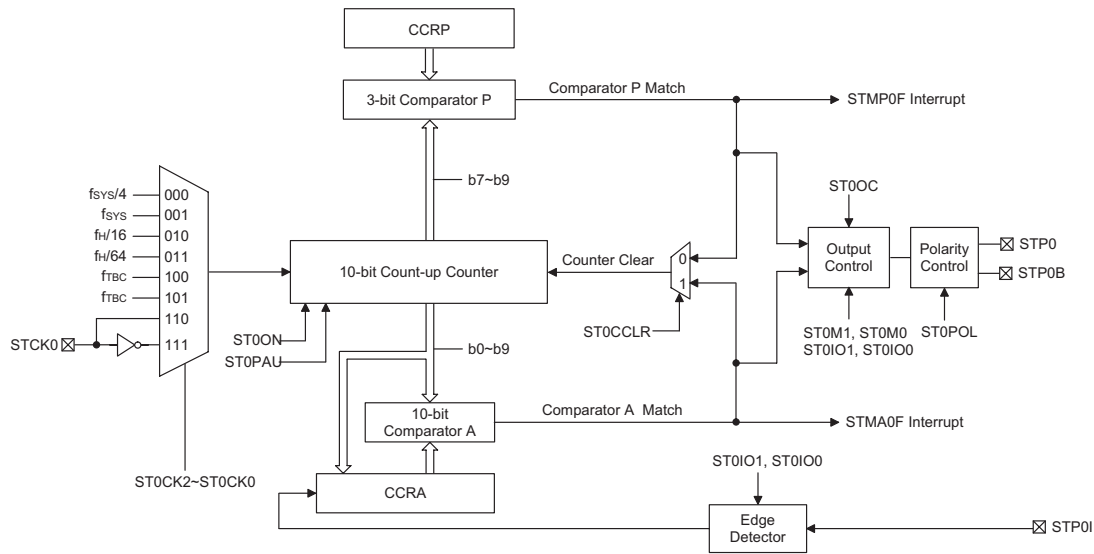 CCRP
3-bit Comparator P
Comparator P Match
STMP0F Interrupt
b7~b9
fSYS/4
000
fSYS
001
fH/16
010
fH/64
011
fTBC
100
fTBC
101
110
111
STCK0
ST0CK2~ST0CK0
10-bit Count-up Counter
ST0ON
ST0PAU
Counter Clear
0
1
ST0CCLR
ST0OC
Output
Control
ST0M1, ST0M0
ST0IO1, ST0IO0
Polarity
Control
ST0POL
STP0
STP0B
b0~b9
10-bit
Comparator A
Comparator A Match
STMA0F Interrupt
CCRA
ST0IO1, ST0IO0
Edge
Detector
STP0I